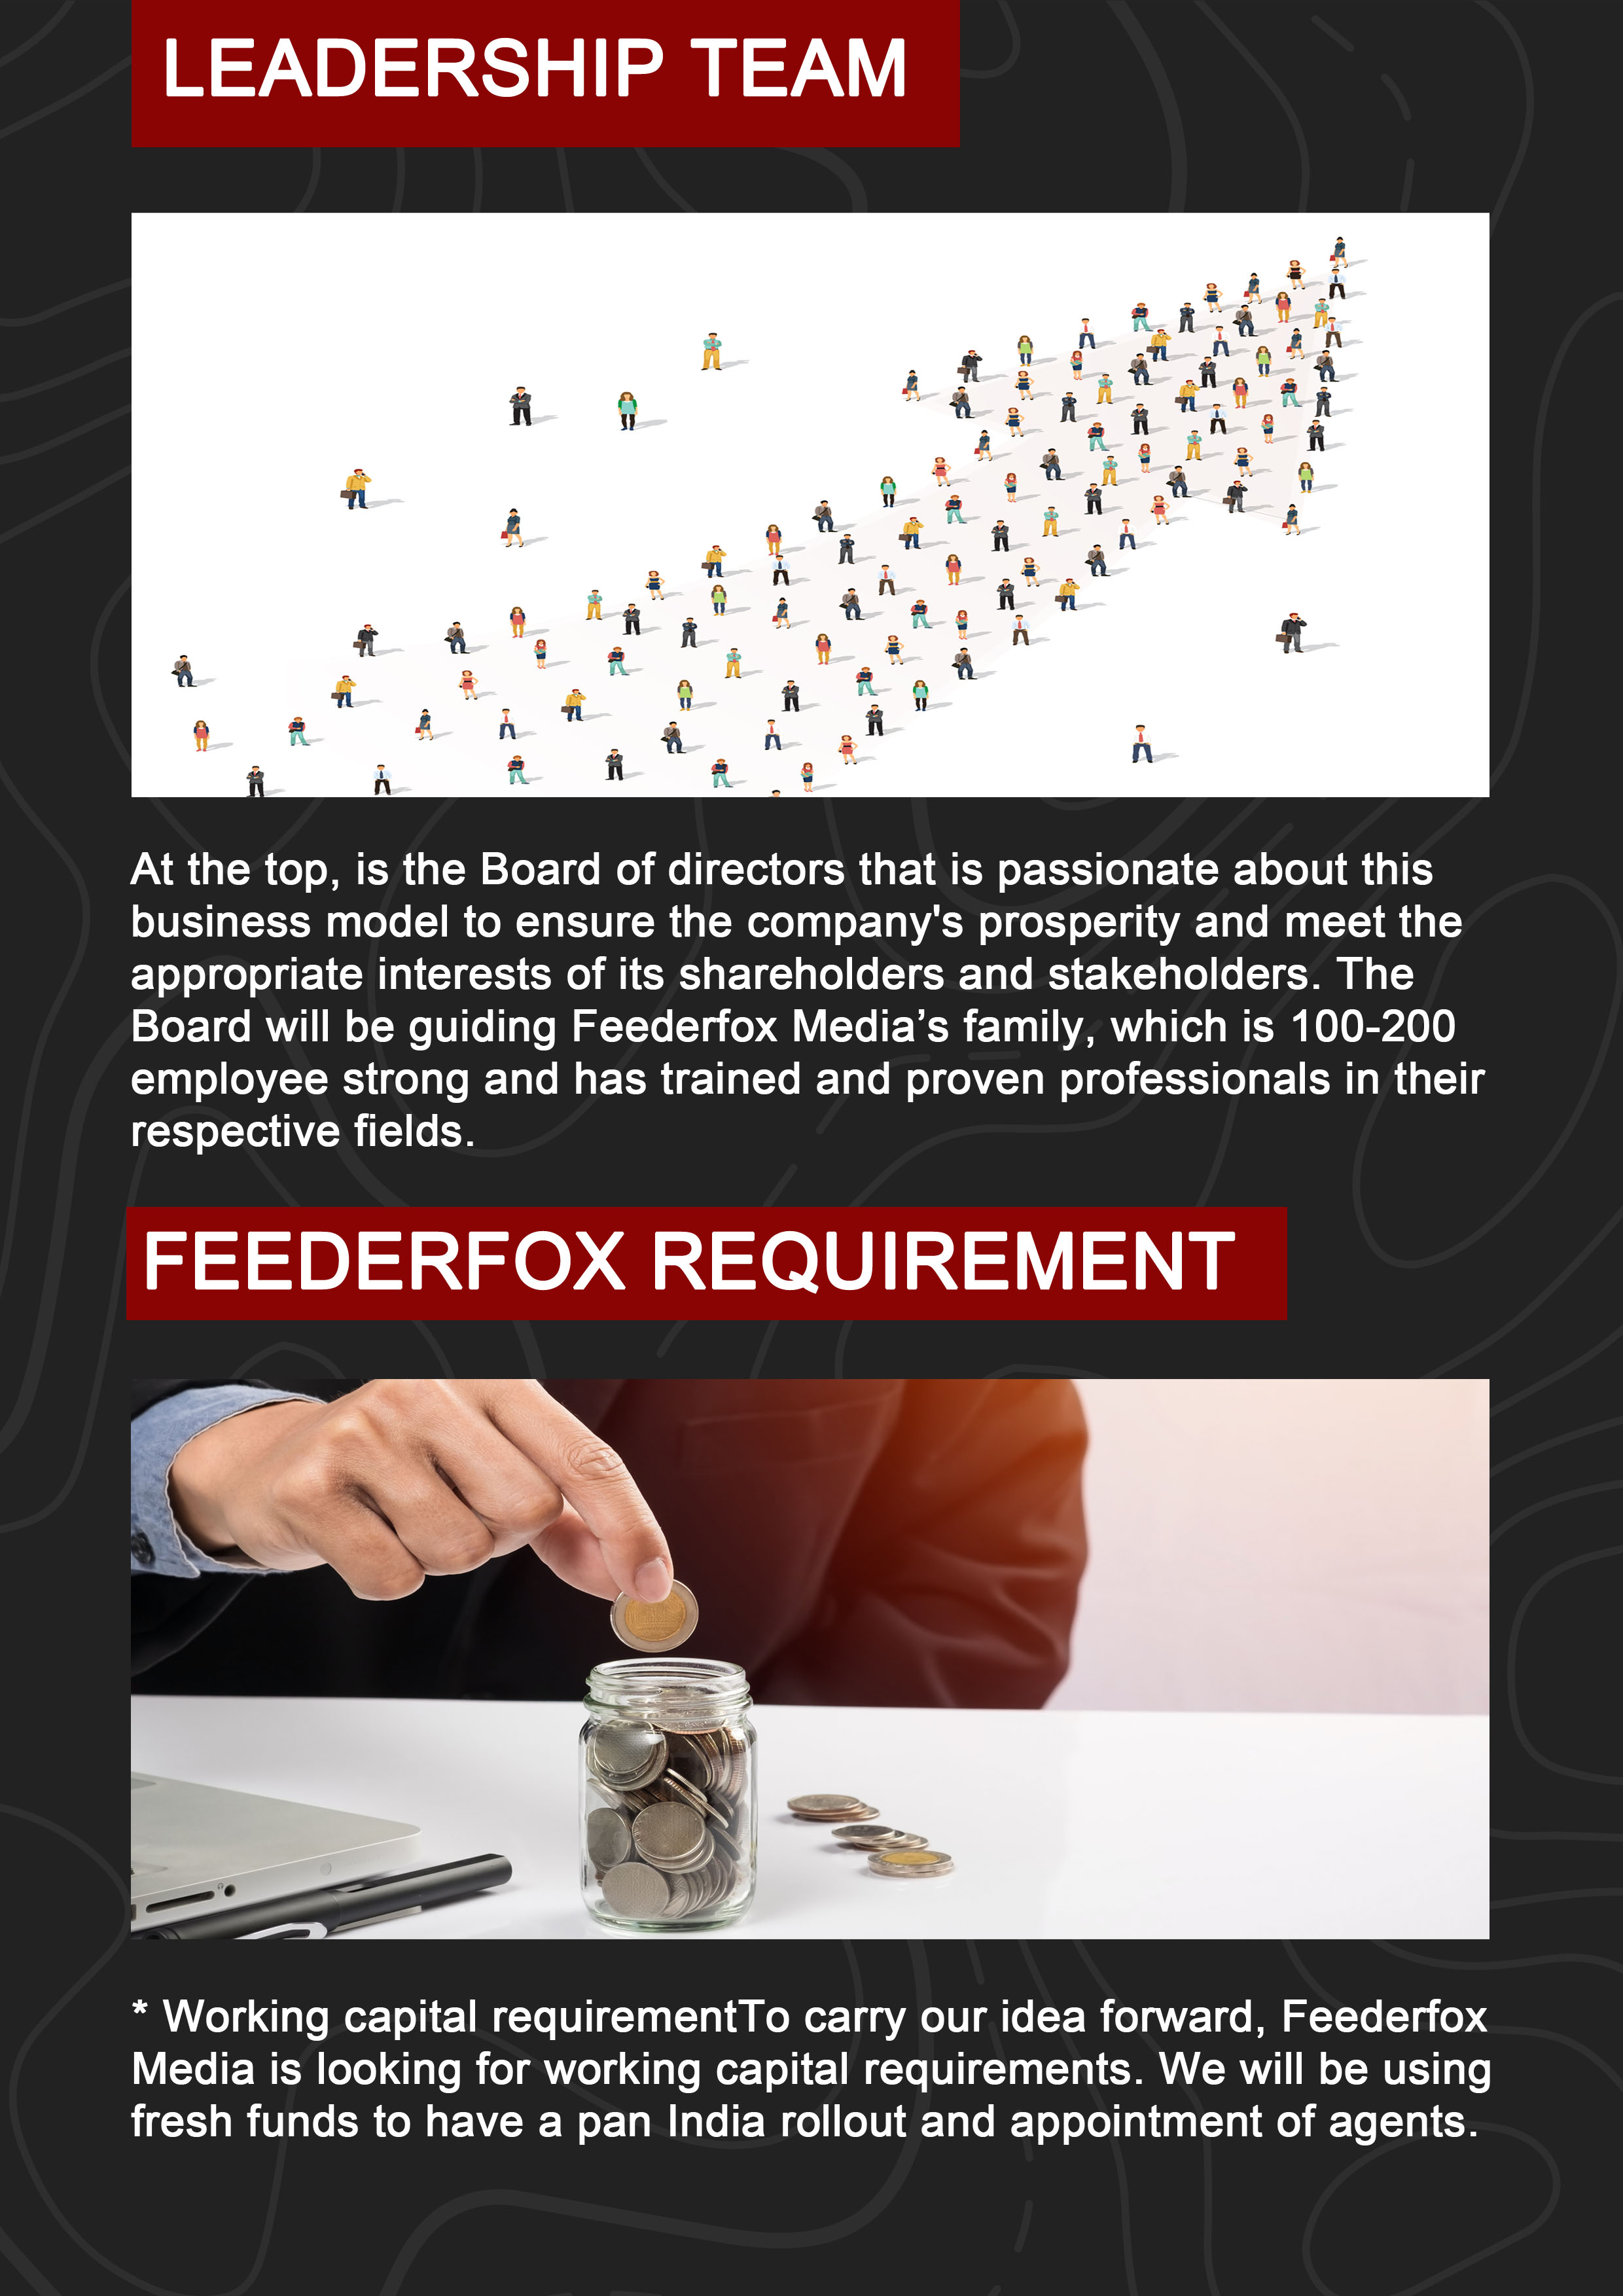 LEADERSHIP TEAM
At the top, is the Board of directors that is passionate about this
business model to ensure the company's prosperity and meet the
appropriate interests of its shareholders and stakeholders. The
Board will be guiding Feederfox Media’s family, which is 100-200
employee strong and has trained and proven professionals in their
respective fields.
FEEDERFOX REQUIREMENT
* Working capital requirementTo carry our idea forward, Feederfox
Media is looking for working capital requirements. We will be using
fresh funds to have a pan India rollout and appointment of agents.